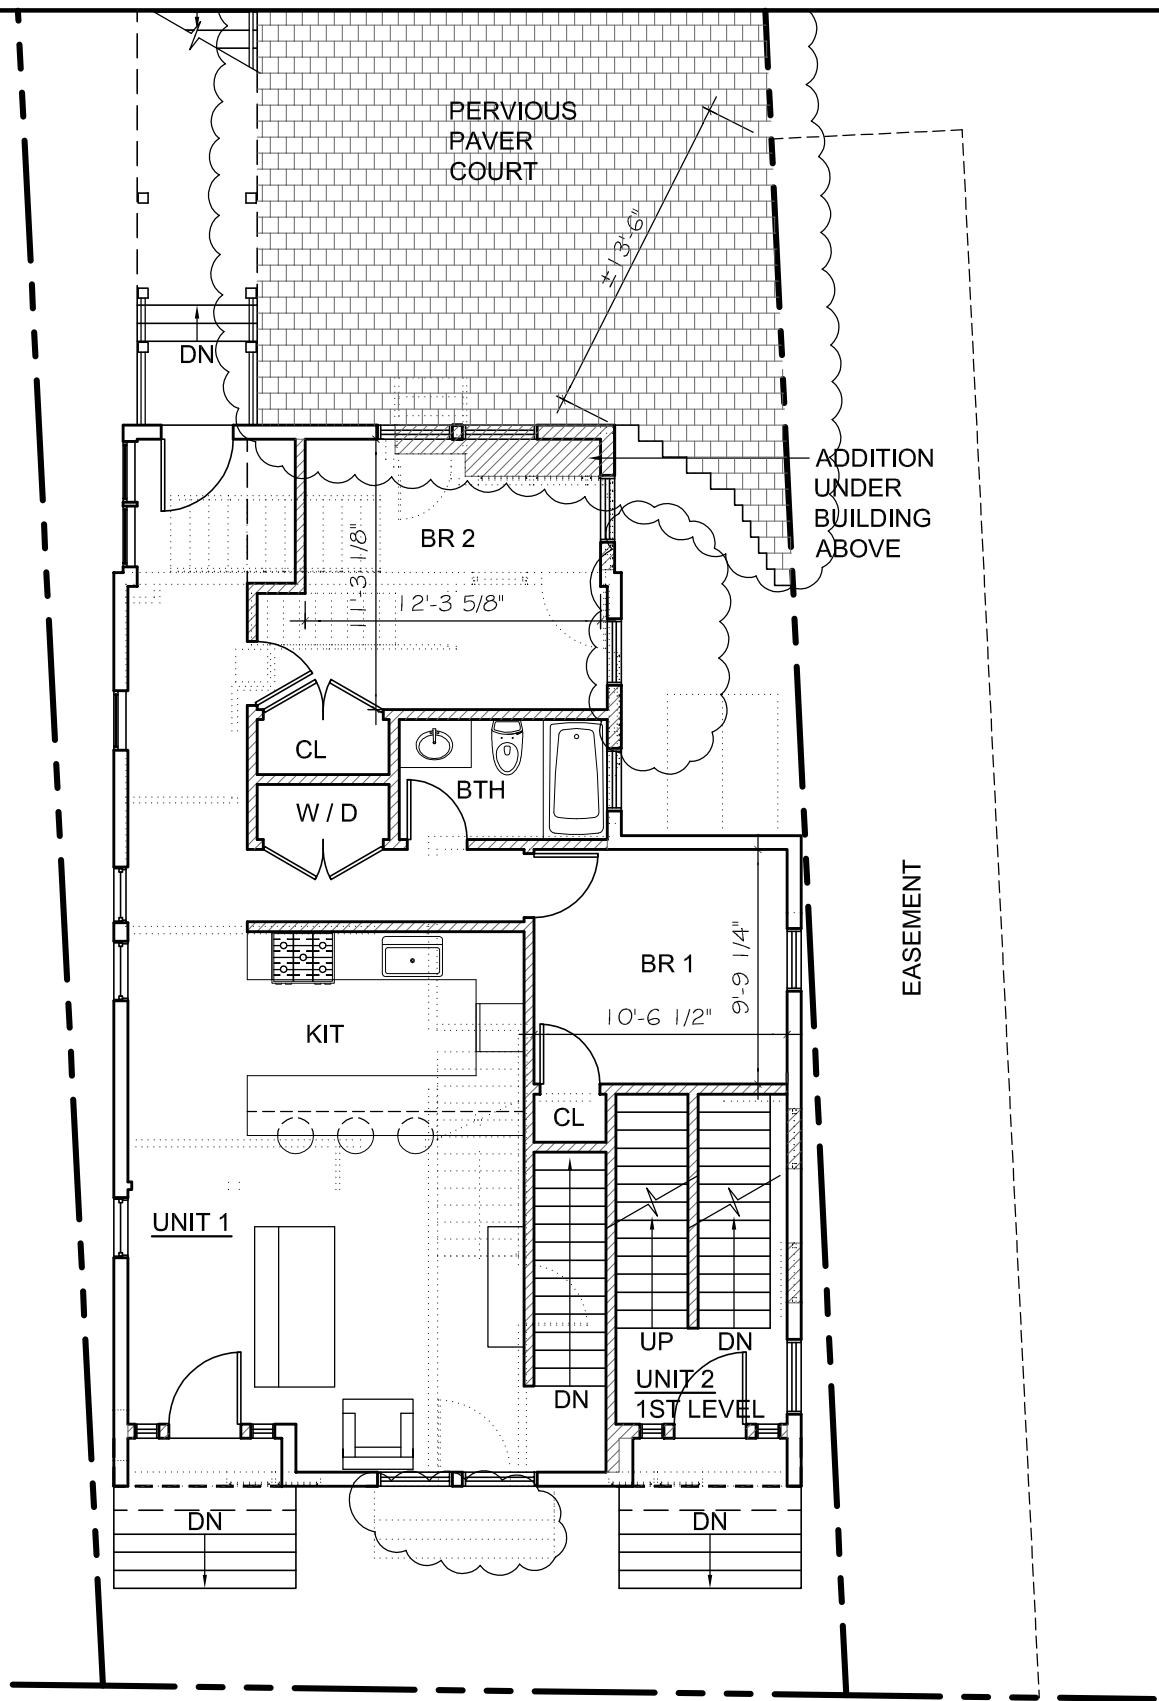 PERVIOUS
PAVER
COURT
±13'-6"
DN
ADDITION
UNDER
BUILDING
ABOVE
BR 2
11'-3 1/8"
12'-3 5/8"
CL
BTH
W / D
EASEMENT
BR 1
9'-9 1/4"
10'-6 1/2"
KIT
CL
UNIT 1
UP
DN
UNIT 2
1ST LEVEL
DN
DN
DN